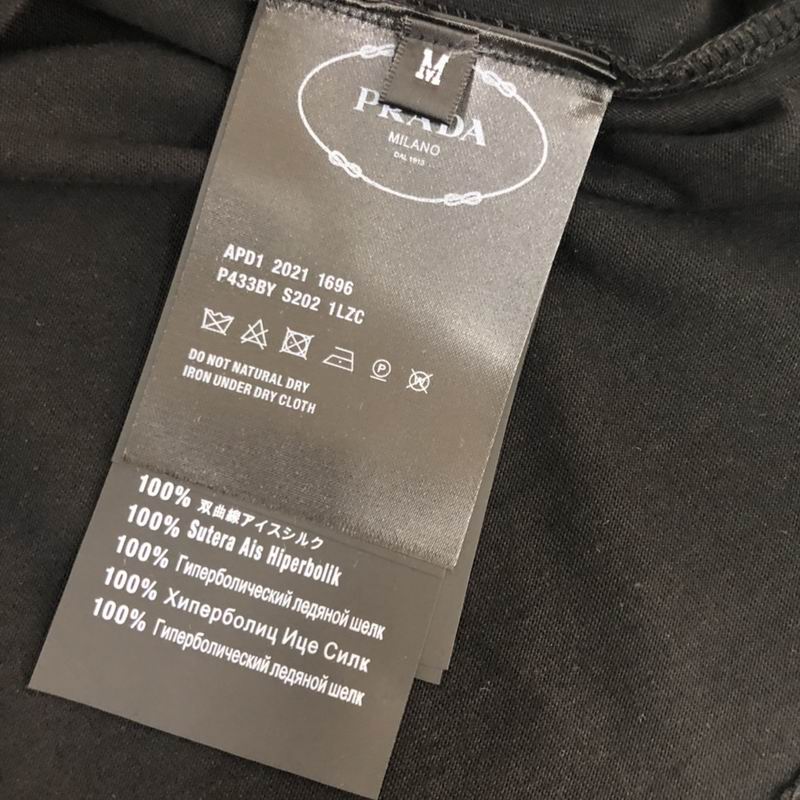 M
PRADA
MILANO
DAL 1913
APD1 2021 1696
P433BY S202 1LZC
P
W
DO NOT NATURAL DRY
IRON UNDER DRY CLOTH
100% 双曲線アイスシルク
100% Sutera Ais Hiperbolik
100% Гиперболический ледяной шелк
100% Хиперболиц Ице Силк
100% Гиперболический ледяной шелк